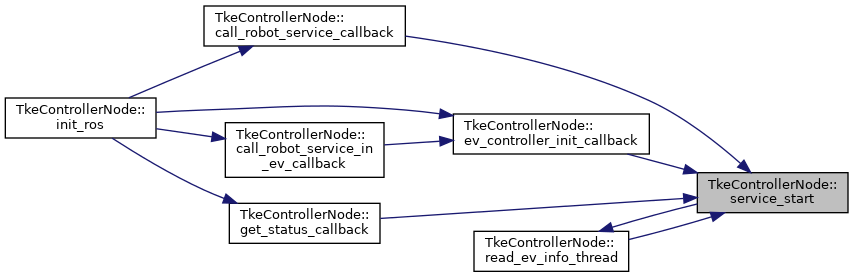 TkeControllerNode::
call_robot_service_callback
TkeControllerNode::
init_ros
TkeControllerNode::
call_robot_service_in
_ev_callback
TkeControllerNode::
ev_controller_init_callback
TkeControllerNode::
service_start
TkeControllerNode::
get_status_callback
TkeControllerNode::
read_ev_info_thread